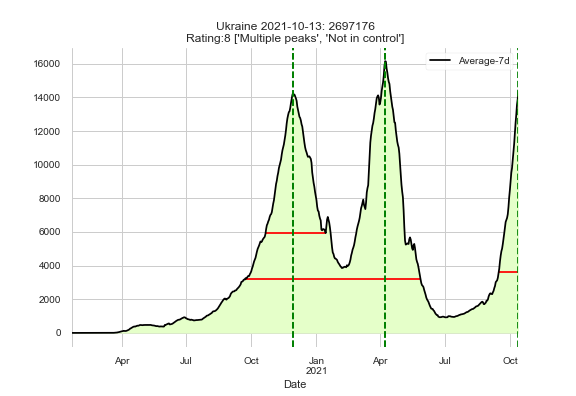 Ukraine 2021-10-13: 2697176
Rating:8 ['Multiple peaks', 'Not in control']
Average-7d
16000
14000
12000
10000
8000
6000
4000
2000
0
Apr Jul Oct Jan Apr Jul Oct
2021
Date